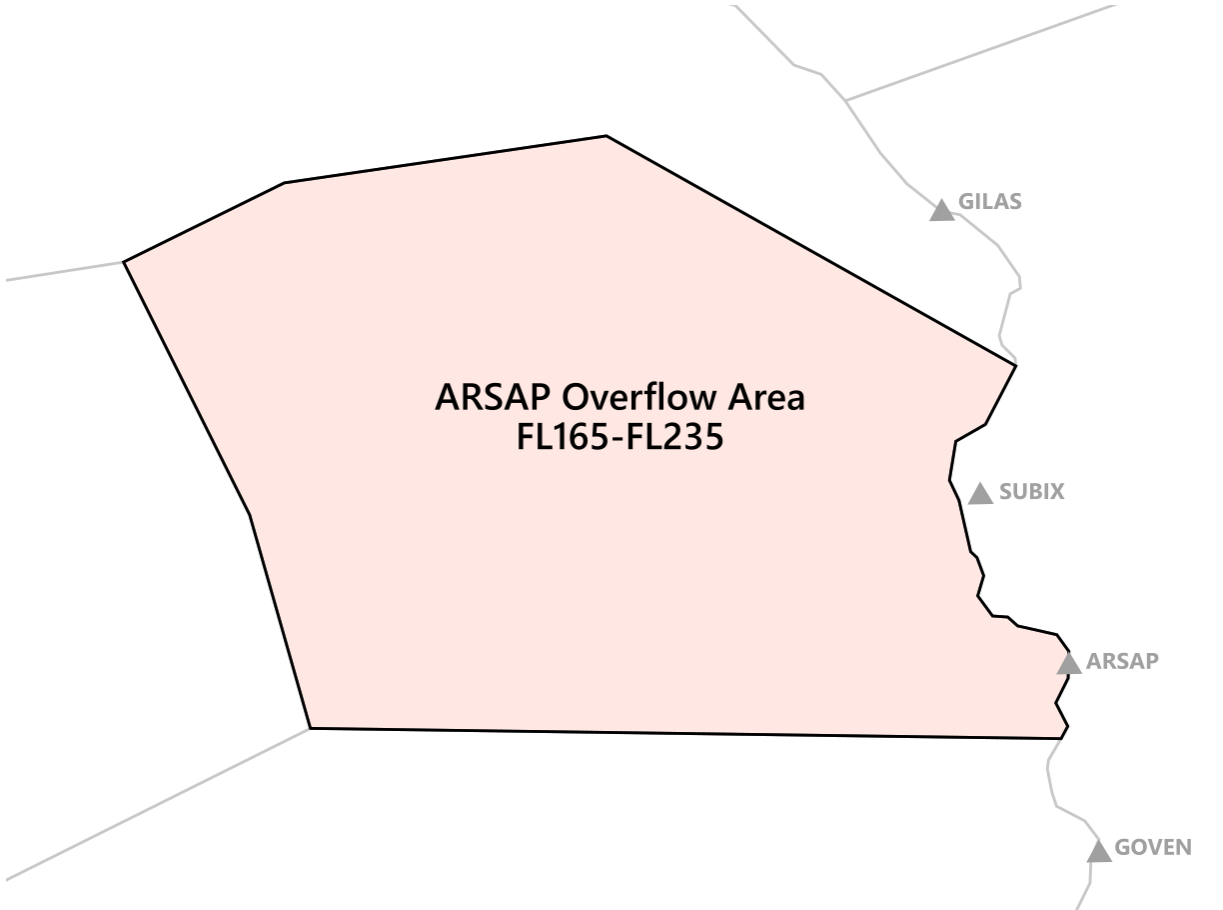 GILAS
ARSAP Overflow Area
FL165-FL235
SUBIX
ARSAP
GOVEN